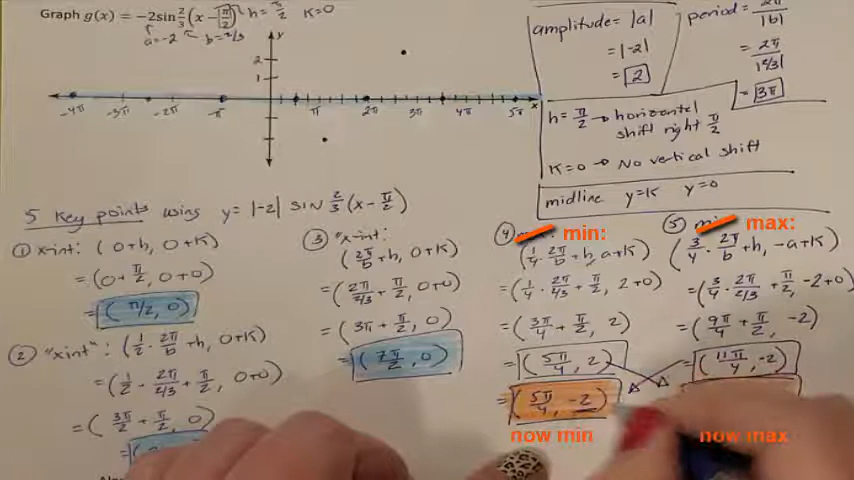 Graph g(x) = -2sin 2/3 (x - π/2) h = π/2 K=0
a=-2 b=2/3
y
2
1
-4π -3π -2π -π π 2π 3π 4π 5π x
amplitude = |a|
= |-2|
= 2
period = 2π/|b|
= 2π/|2/3|
= 3π
h = π/2 → horizontal
shift right π/2
K=0 → No vertical shift
midline y=K y=0
5 Key points using y = |-2| sin 2/3 (x - π/2)
① x-int: (0+h, 0+K)
= (0+π/2, 0+0)
= (π/2, 0)
② "x int": (1/2 · 2π/b + h, 0+K)
= (1/2 · 2π/2/3 + π/2, 0+0)
= (3π/2 + π/2, 0)
③ "x-int:
(2π/b + h, 0+K)
= (2π/2/3 + π/2, 0+0)
= (3π + π/2, 0)
= (7π/2, 0)
④ min:
(1/4 · 2π/b + h, a+K)
= (1/4 · 2π/2/3 + π/2, 2+0)
= (3π/4 + π/2, 2)
= (5π/4, 2)
= (5π/4, -2)
now min
⑤ max:
(3/4 · 2π/b + h, -a+K)
= (3/4 · 2π/2/3 + π/2, -2+0)
= (9π/4 + π/2, -2)
= (11π/4, -2)
now max